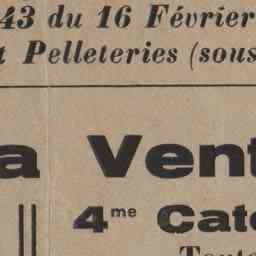 43 du 16 Février
t Pelleteries (sous
a Vent
4me Cat